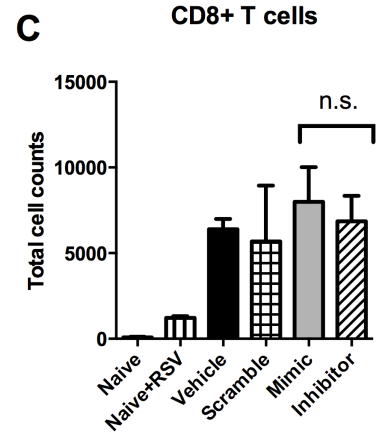 C
CD8+ T cells
n.s.
Total cell counts
15000
10000
5000
0
Naive
Naive+RSV
Vehicle
Scramble
Mimic
Inhibitor